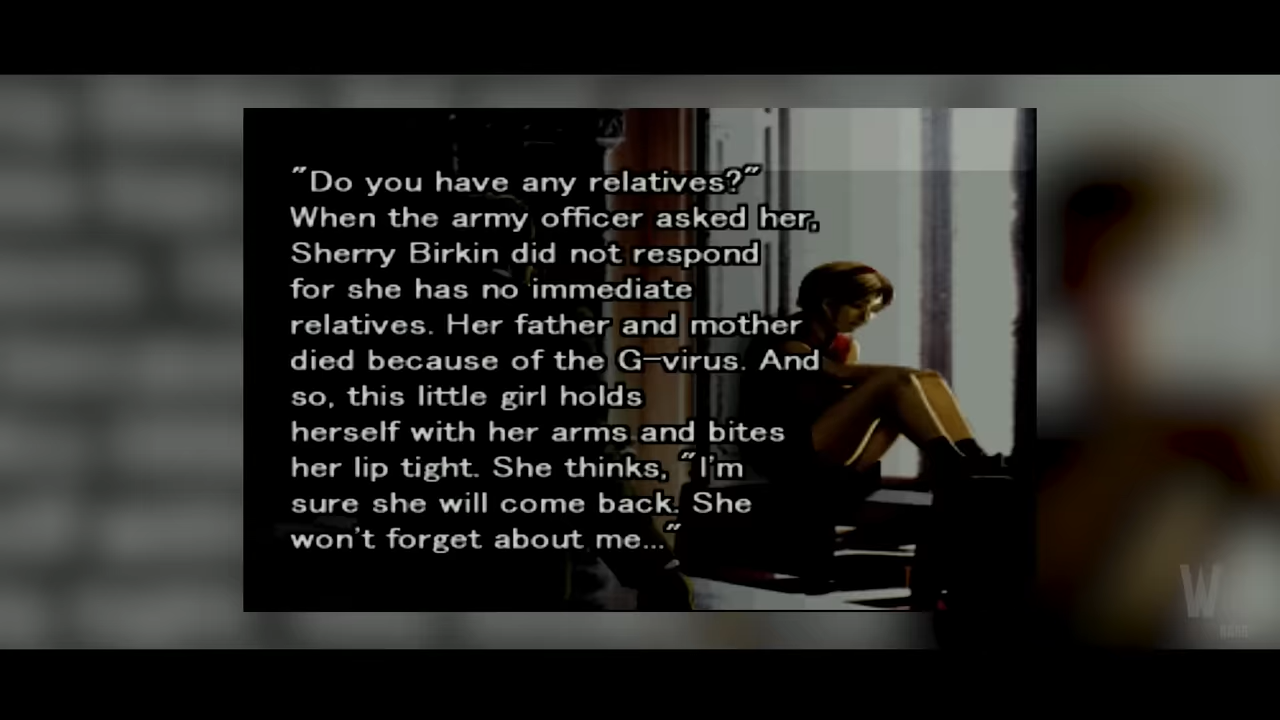 "Do you have any relatives?"
When the army officer asked her,
Sherry Birkin did not respond
for she has no immediate
relatives. Her father and mother
died because of the G-virus. And
so, this little girl holds
herself with her arms and bites
her lip tight. She thinks, "I'm
sure she will come back. She
won't forget about me..."
W